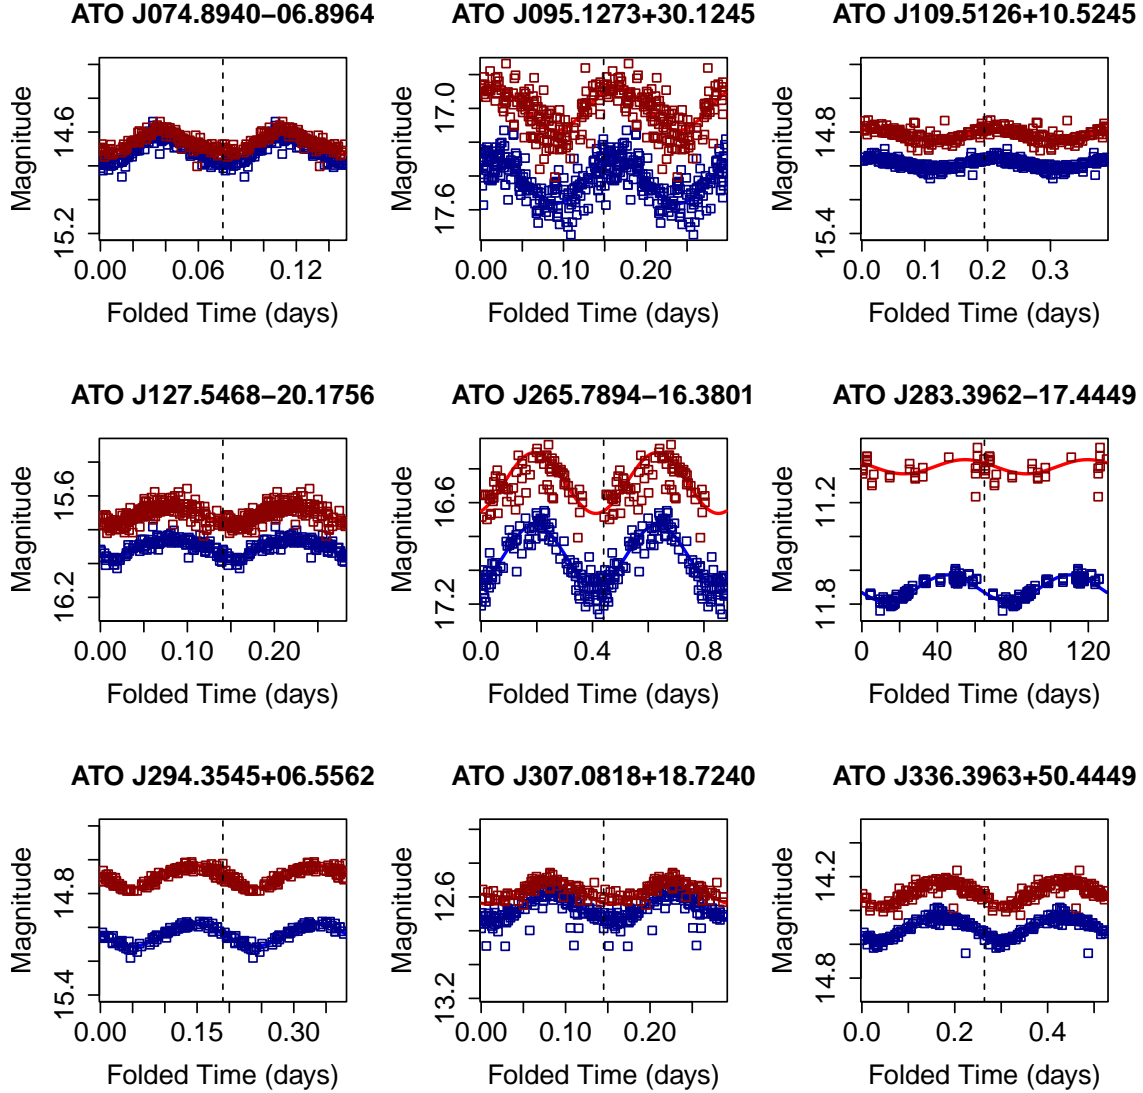 ATO J074.8940−06.8964
Magnitude
14.6
15.2
0.00 0.06 0.12
Folded Time (days)
ATO J095.1273+30.1245
Magnitude
17.0
17.6
0.00 0.10 0.20
Folded Time (days)
ATO J109.5126+10.5245
Magnitude
14.8
15.4
0.0 0.1 0.2 0.3
Folded Time (days)
ATO J127.5468−20.1756
Magnitude
15.6
16.2
0.00 0.10 0.20
Folded Time (days)
ATO J265.7894−16.3801
Magnitude
16.6
17.2
0.0 0.4 0.8
Folded Time (days)
ATO J283.3962−17.4449
Magnitude
11.2
11.8
0 40 80 120
Folded Time (days)
ATO J294.3545+06.5562
Magnitude
14.8
15.4
0.00 0.15 0.30
Folded Time (days)
ATO J307.0818+18.7240
Magnitude
12.6
13.2
0.00 0.10 0.20
Folded Time (days)
ATO J336.3963+50.4449
Magnitude
14.2
14.8
0.0 0.2 0.4
Folded Time (days)